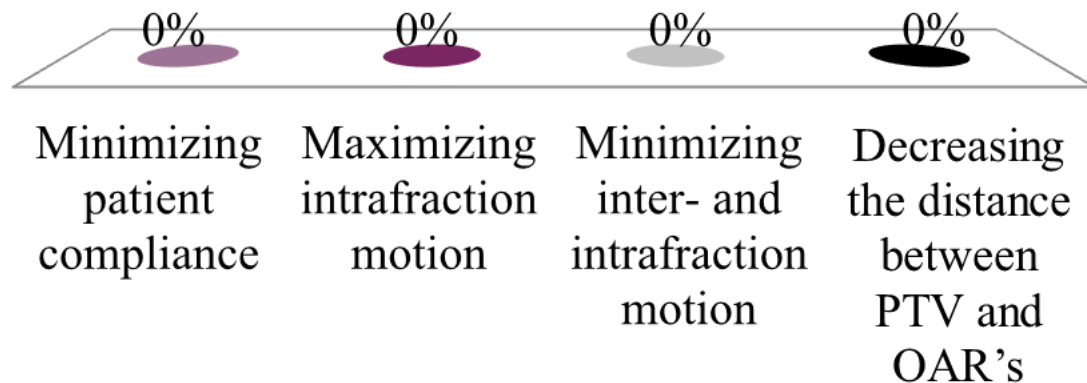 0% 0% 0% 0%
Minimizing
patient
compliance
Maximizing
intrafraction
motion
Minimizing
inter- and
intrafraction
motion
Decreasing
the distance
between
PTV and
OAR’s